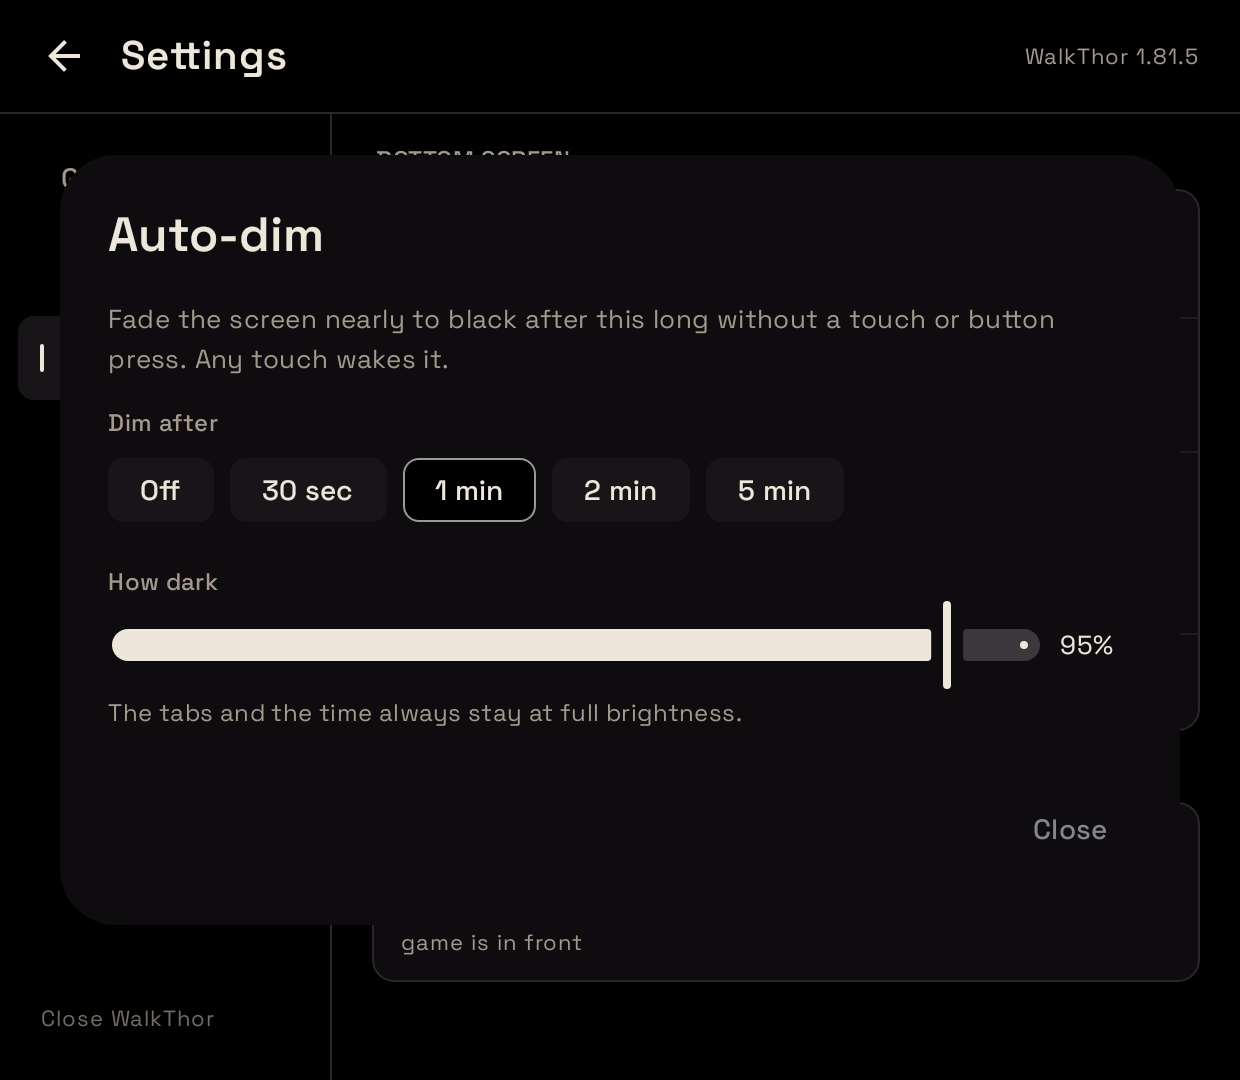 Settings
WalkThor 1.81.5
BOTTOM SCREEN
Auto-dim
Fade the screen nearly to black after this long without a touch or button
press. Any touch wakes it.
Dim after
Off
30 sec
1 min
2 min
5 min
How dark
95%
The tabs and the time always stay at full brightness.
Close
game is in front
Close WalkThor